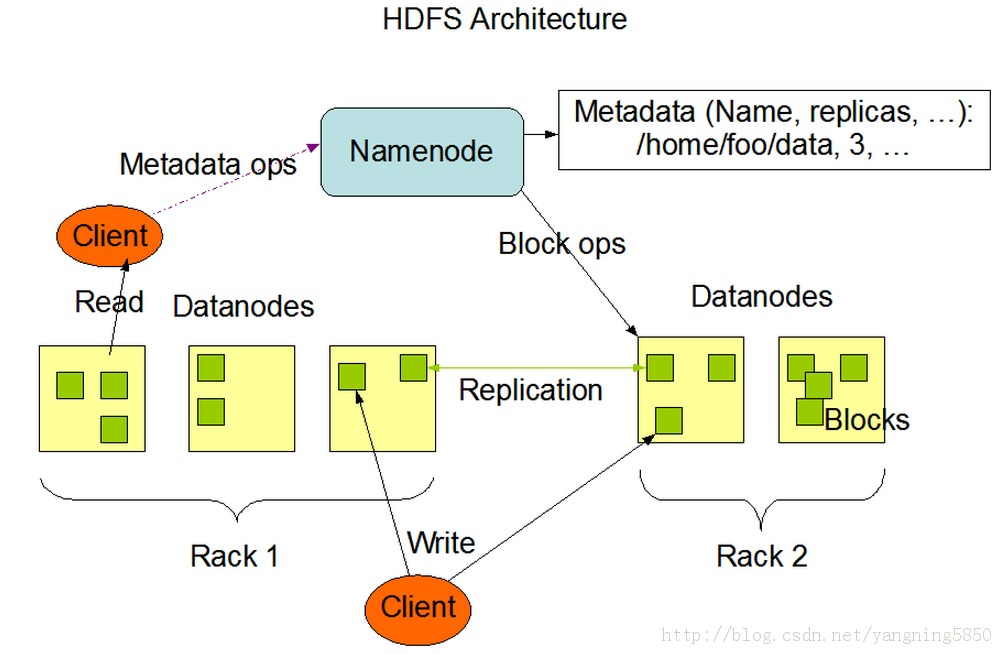 HDFS Architecture
Metadata (Name, replicas, …):
/home/foo/data, 3, …
Namenode
Metadata ops
Client
Block ops
Read
Datanodes
Datanodes
Replication
Blocks
Rack 1
Write
Rack 2
Client
http://blog.csdn.net/yangning5850